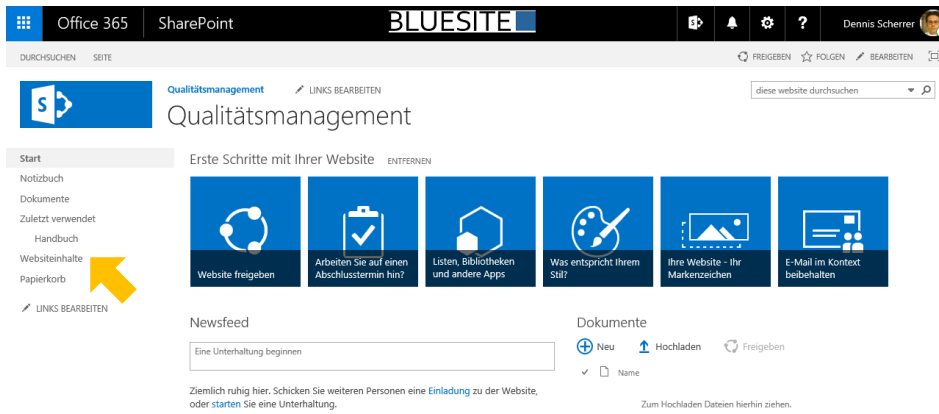 Office 365
SharePoint
BLUESITE
S
?
Dennis Scherrer
DURCHSUCHEN
SEITE
FREIGEBEN
FOLGEN
BEARBEITEN
S
Qualitätsmanagement
LINKS BEARBEITEN
diese website durchsuchen
Qualitätsmanagement
Start
Notizbuch
Dokumente
Zuletzt verwendet
Handbuch
Websiteinhalte
Papierkorb
LINKS BEARBEITEN
Erste Schritte mit Ihrer Website
ENTFERNEN
Website freigeben
Arbeiten Sie auf einen
Abschlusstermin hin?
Listen, Bibliotheken
und andere Apps
Was entspricht Ihrem
Stil?
Ihre Website - Ihr
Markenzeichen
E-Mail im Kontext
beibehalten
Newsfeed
Eine Unterhaltung beginnen
Ziemlich ruhig hier. Schicken Sie weiteren Personen eine Einladung zu der Website,
oder starten Sie eine Unterhaltung.
Dokumente
Neu
Hochladen
Freigeben
Name
Zum Hochladen Dateien hierhin ziehen.